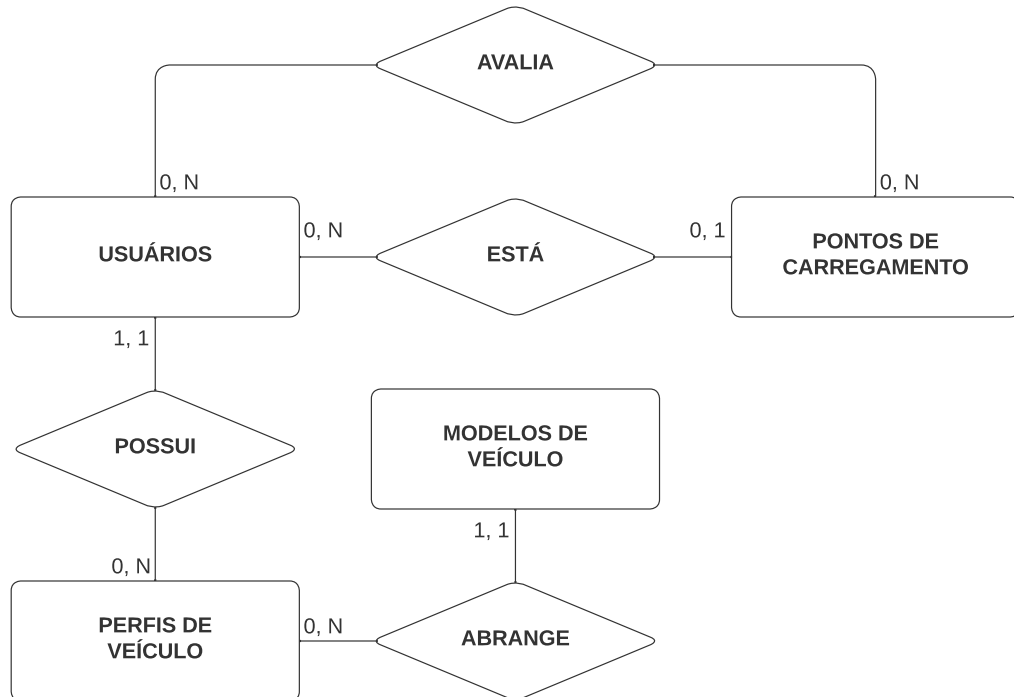 AVALIA
0, N
0, N
USUÁRIOS
0, N
ESTÁ
0, 1
PONTOS DE
CARREGAMENTO
1, 1
POSSUI
MODELOS DE
VEÍCULO
1, 1
0, N
PERFIS DE
VEÍCULO
0, N
ABRANGE